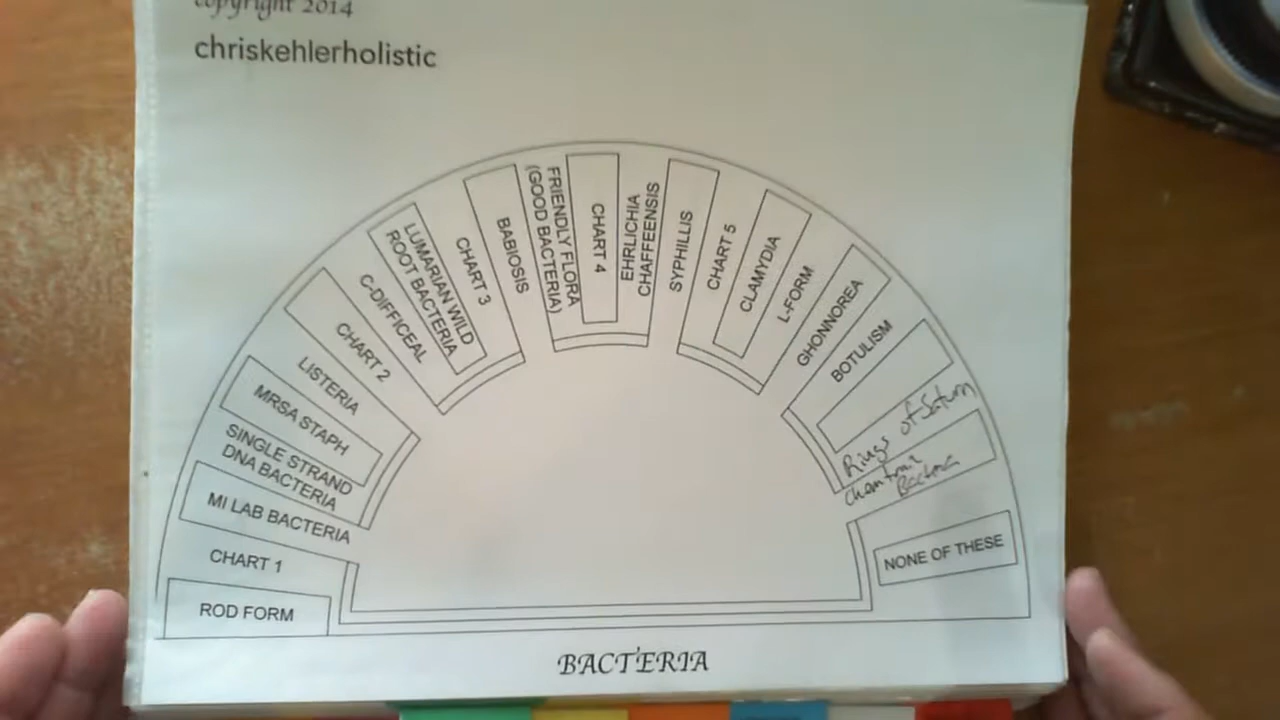 copyright 2014
chriskehlerholistic
ROD FORM
CHART 1
MI LAB BACTERIA
SINGLE STRAND
DNA BACTERIA
MRSA STAPH
LISTERIA
CHART 2
C-DIFFICEAL
LUMARIAN WILD
ROOT BACTERIA
CHART 3
BABIOSIS
FRIENDLY FLORA
(GOOD BACTERIA)
CHART 4
EHRLICHIA
CHAFFEENSIS
SYPHILLIS
CHART 5
CLAMYDIA
L-FORM
GHONNOREA
BOTULISM
Rings of Saturn
Chemtrail
Bacteria
NONE OF THESE
BACTERIA